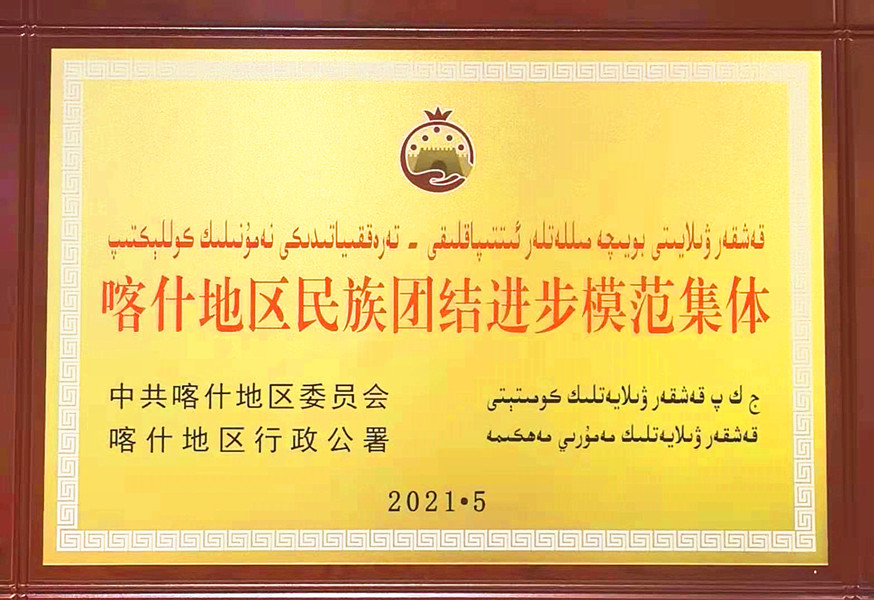 قەشقەر ۋىلايىتى بويىچە مىللەتلەر ئىتتىپاقلىقى - تەرەققىياتىدىكى نەمۇنىلىك كوللېكتىپ
喀什地区民族团结进步模范集体
中共喀什地区委员会
ج ك پ قەشقەر ۋىلايەتلىك كومىتېتى
喀什地区行政公署
قەشقەر ۋىلايەتلىك مەمۇرىي مەھكىمە
2021•5